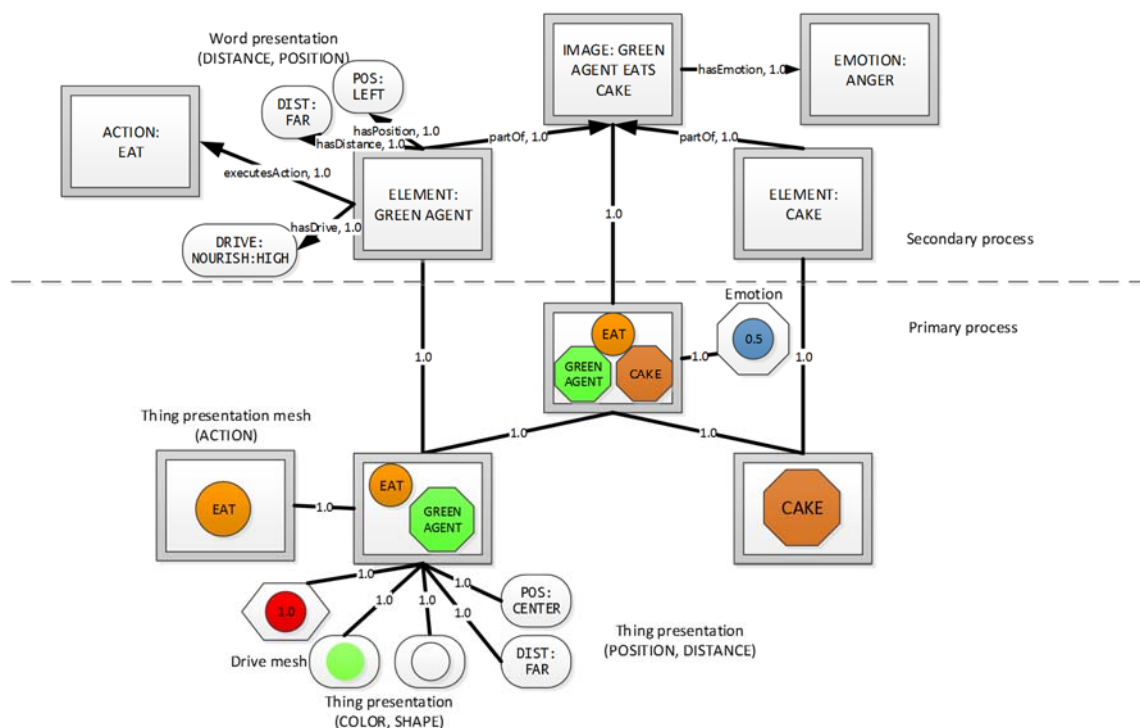 Word presentation
(DISTANCE, POSITION)
IMAGE: GREEN
AGENT EATS
CAKE
hasEmotion, 1.0
EMOTION:
ANGER
POS:
LEFT
DIST:
FAR
ACTION:
EAT
hasPosition, 1.0
hasDistance, 1.0
partOf, 1.0
partOf, 1.0
executesAction, 1.0
ELEMENT:
GREEN AGENT
1.0
ELEMENT:
CAKE
hasDrive, 1.0
DRIVE:
NOURISH:HIGH
Secondary process
Emotion
Primary process
EAT
0.5
1.0
1.0
1.0
GREEN
AGENT
CAKE
Thing presentation mesh
(ACTION)
1.0
1.0
EAT
EAT
1.0
GREEN
AGENT
CAKE
1.0
1.0
1.0
1.0
1.0
POS:
CENTER
1.0
Drive mesh
DIST:
FAR
Thing presentation
(POSITION, DISTANCE)
Thing presentation
(COLOR, SHAPE)